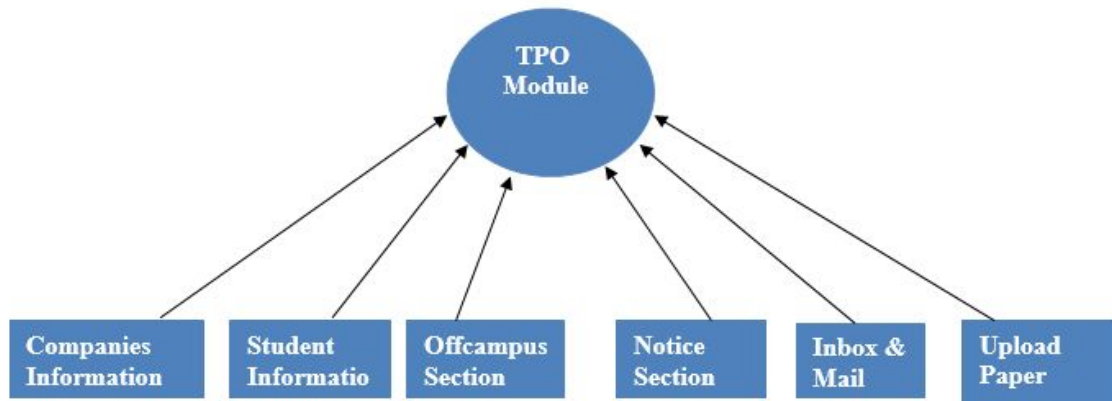 TPO
Module
Companies
Information
Student
Informatio
Offcampus
Section
Notice
Section
Inbox &
Mail
Upload
Paper